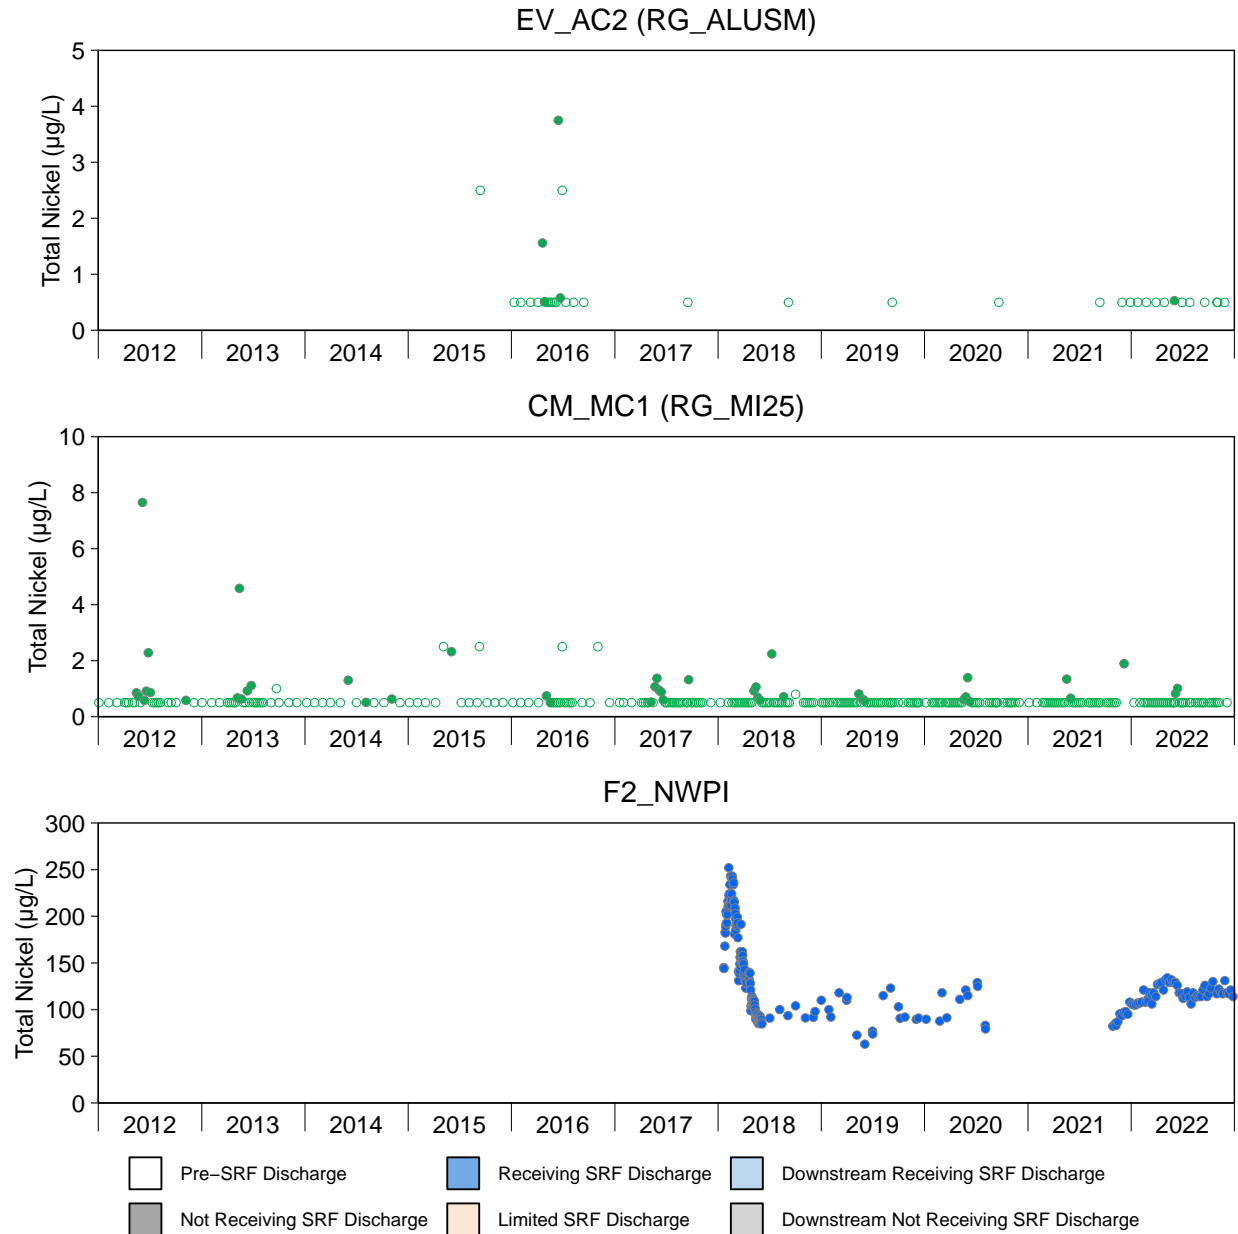 EV_AC2 (RG_ALUSM)
Total Nickel (µg/L)
5
4
3
2
1
0
2012 2013 2014 2015 2016 2017 2018 2019 2020 2021 2022
CM_MC1 (RG_MI25)
Total Nickel (µg/L)
10
8
6
4
2
0
2012 2013 2014 2015 2016 2017 2018 2019 2020 2021 2022
F2_NWPI
Total Nickel (µg/L)
300
250
200
150
100
50
0
2012 2013 2014 2015 2016 2017 2018 2019 2020 2021 2022
Pre−SRF Discharge Receiving SRF Discharge Downstream Receiving SRF Discharge
Not Receiving SRF Discharge Limited SRF Discharge Downstream Not Receiving SRF Discharge